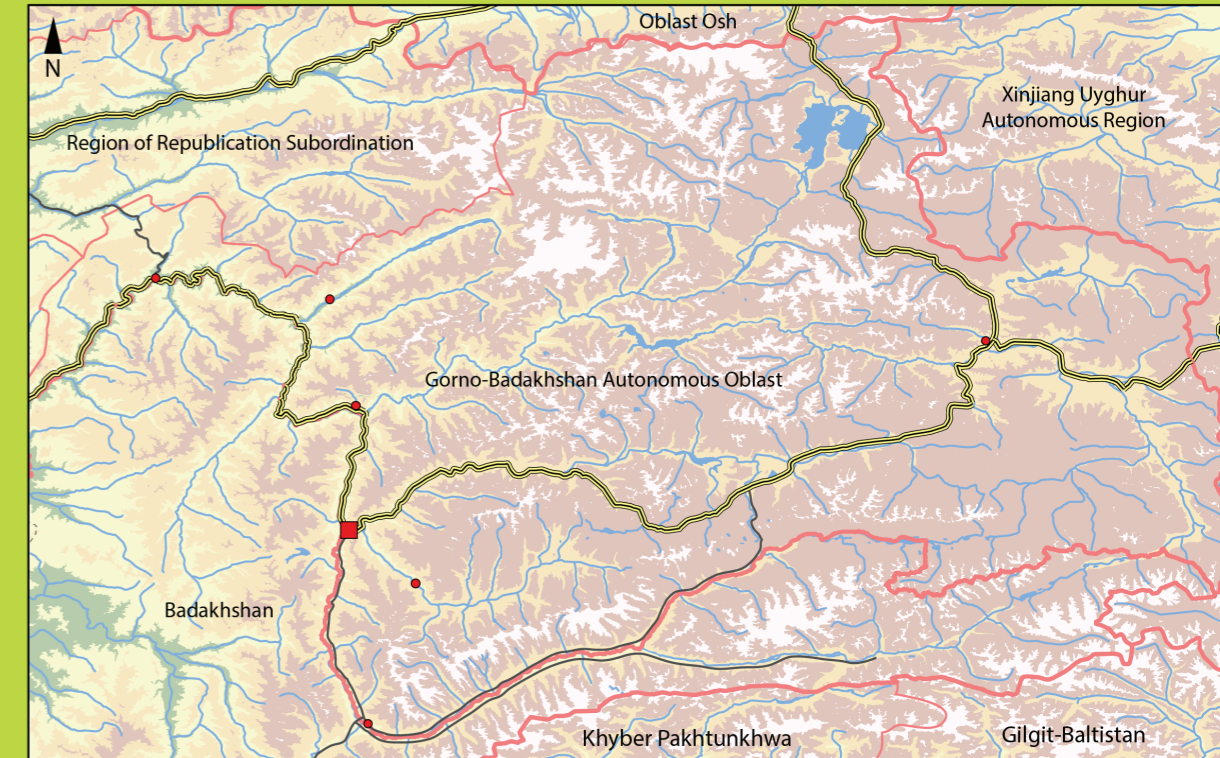 Oblast Osh
N
Xinjiang Uyghur
Autonomous Region
Region of Republication Subordination
Gorno-Badakhshan Autonomous Oblast
Badakhshan
Khyber Pakhtunkhwa
Gilgit-Baltistan